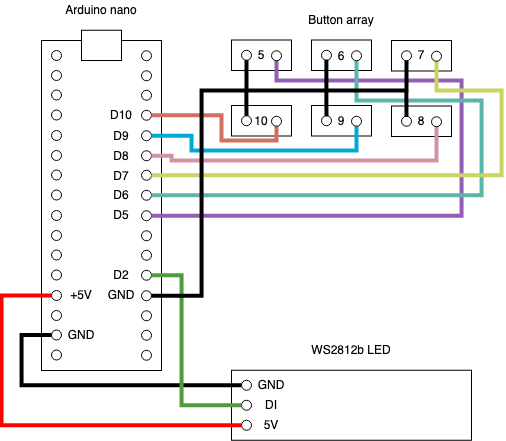 Arduino nano
Button array
5 6 7
D10
10 9 8
D9
D8
D7
D6
D5
D2
+5V GND
GND
WS2812b LED
GND
DI
5V